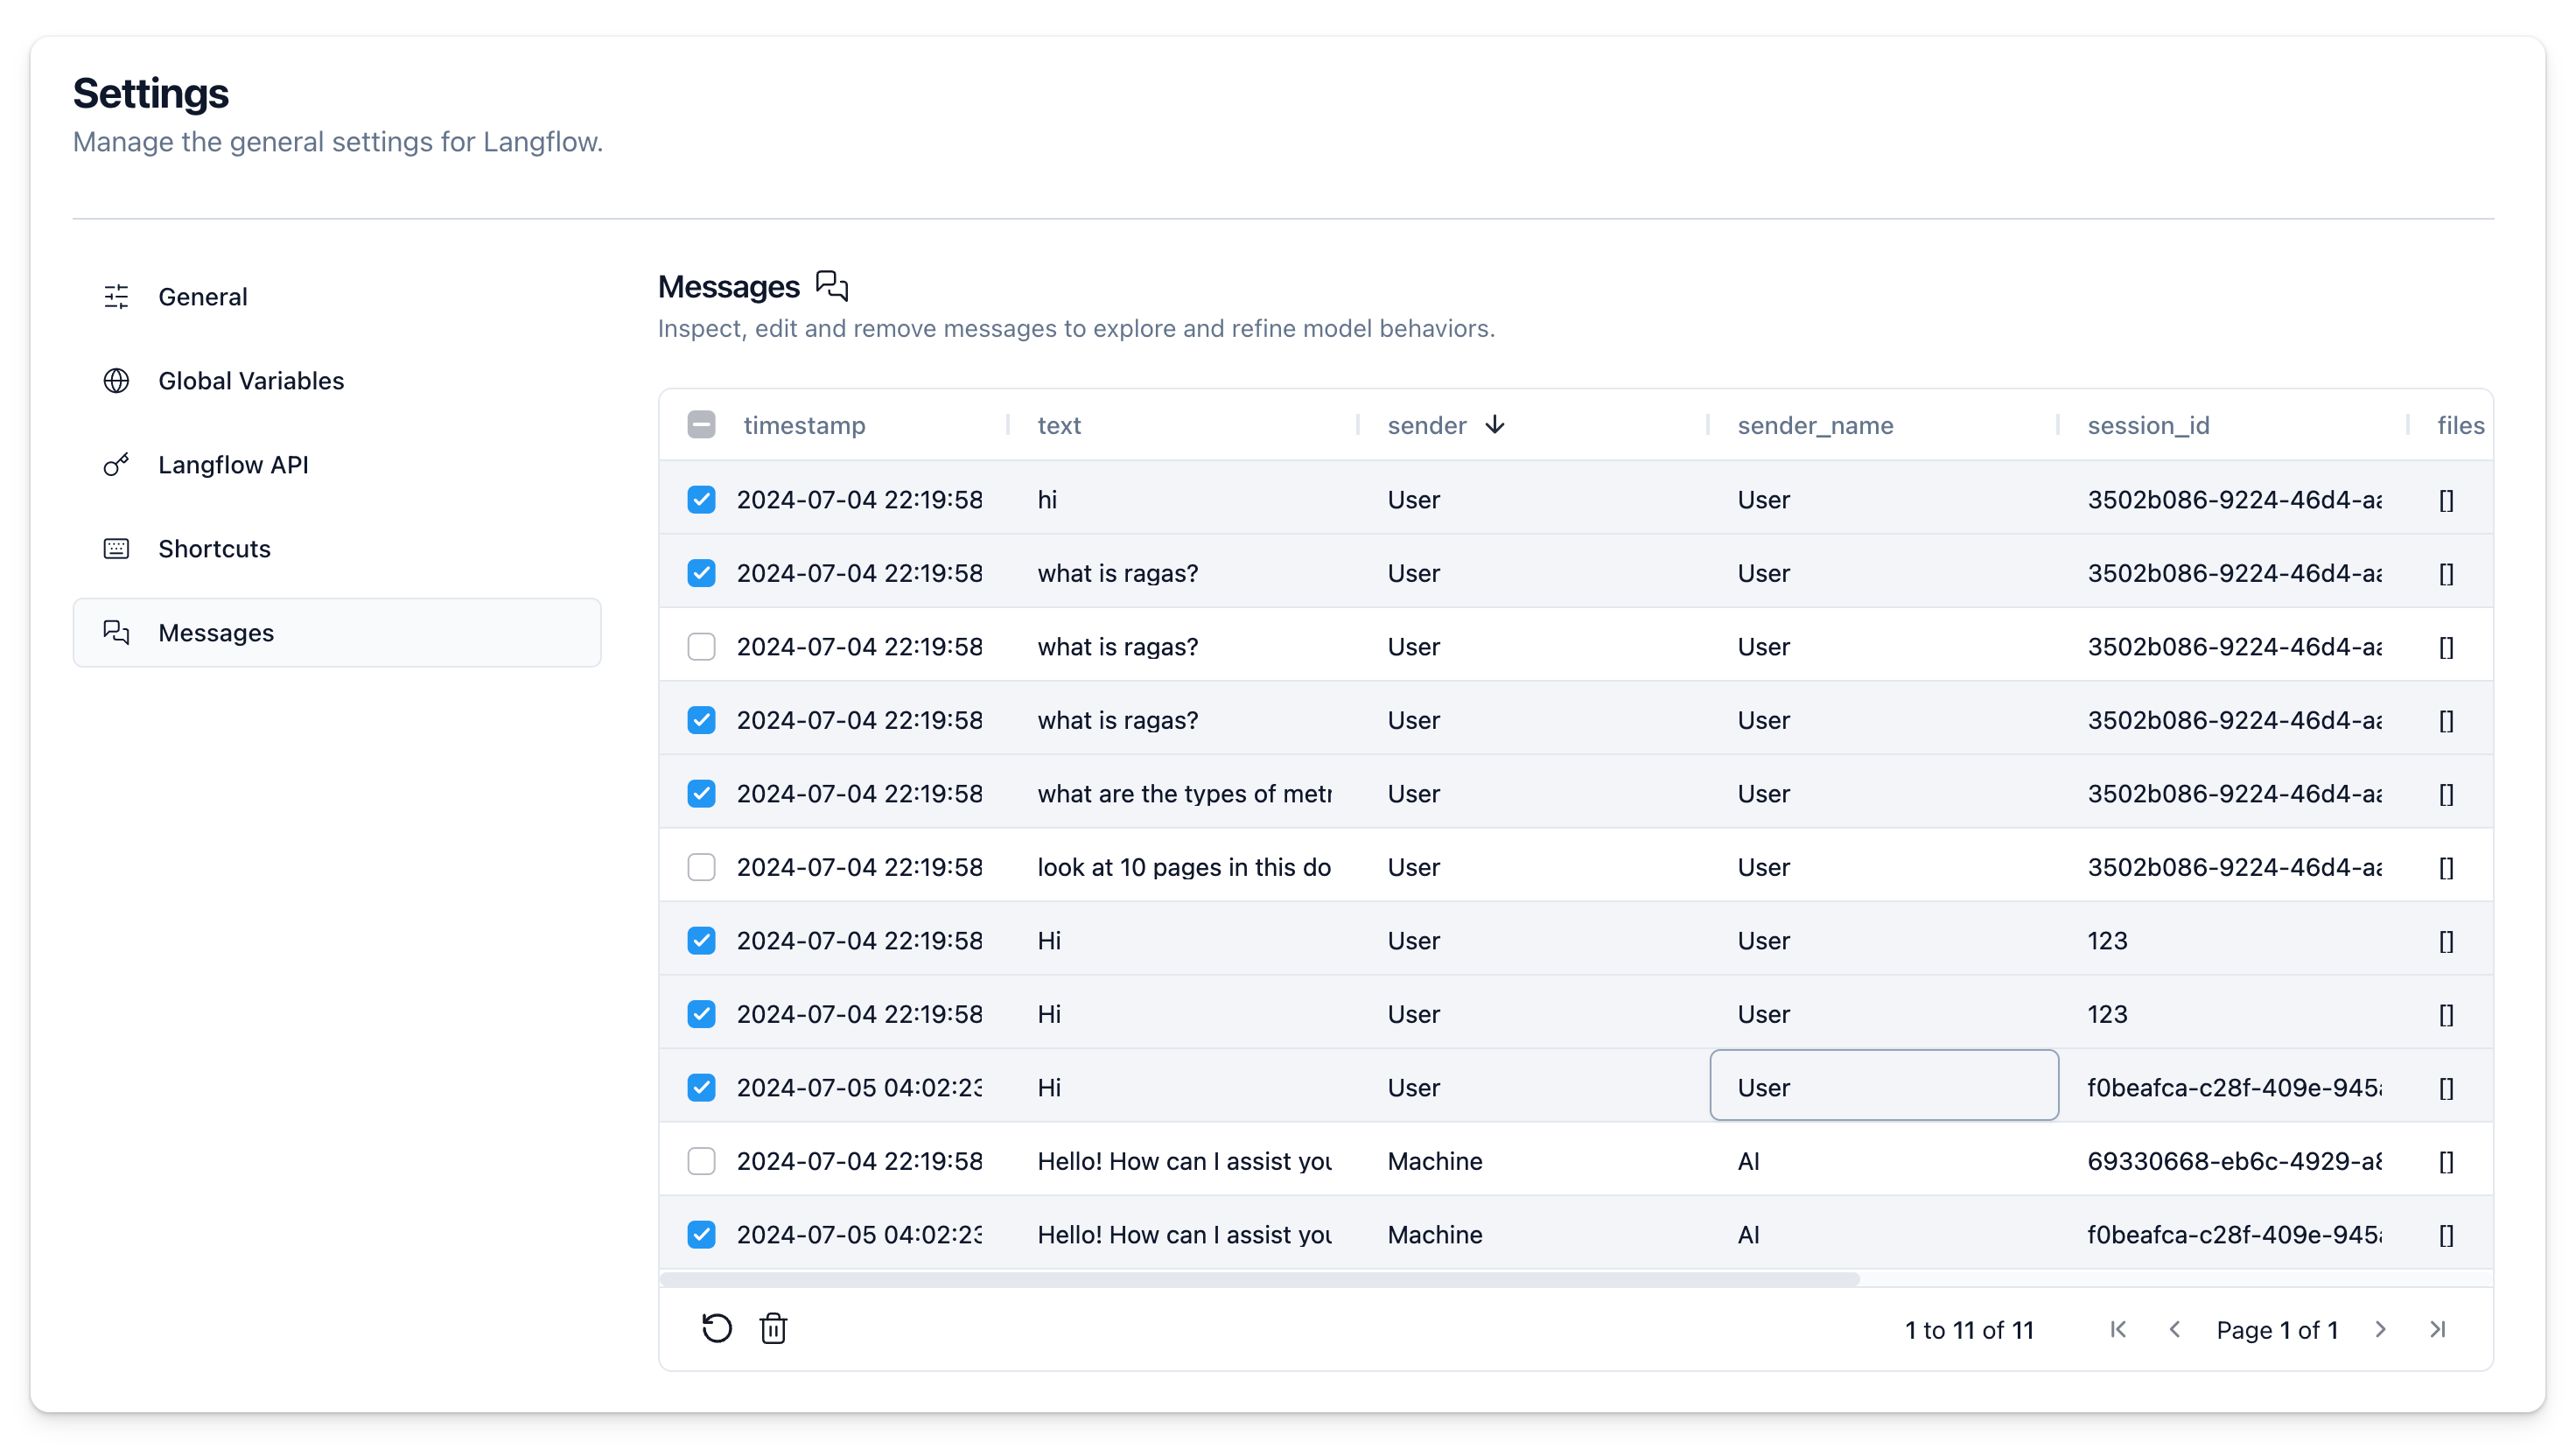 Settings
Manage the general settings for Langflow.
General
Global Variables
Langflow API
Shortcuts
Messages
Messages
Inspect, edit and remove messages to explore and refine model behaviors.
timestamp text sender sender_name session_id files
2024-07-04 22:19:58 hi User User 3502b086-9224-46d4-aa []
2024-07-04 22:19:58 what is ragas? User User 3502b086-9224-46d4-aa []
2024-07-04 22:19:58 what is ragas? User User 3502b086-9224-46d4-aa []
2024-07-04 22:19:58 what is ragas? User User 3502b086-9224-46d4-aa []
2024-07-04 22:19:58 what are the types of metr User User 3502b086-9224-46d4-aa []
2024-07-04 22:19:58 look at 10 pages in this do User User 3502b086-9224-46d4-aa []
2024-07-04 22:19:58 Hi User User 123 []
2024-07-04 22:19:58 Hi User User 123 []
2024-07-05 04:02:23 Hi User User f0beafca-c28f-409e-945a []
2024-07-04 22:19:58 Hello! How can I assist you Machine AI 69330668-eb6c-4929-a8 []
2024-07-05 04:02:23 Hello! How can I assist you Machine AI f0beafca-c28f-409e-945a []
1 to 11 of 11 Page 1 of 1